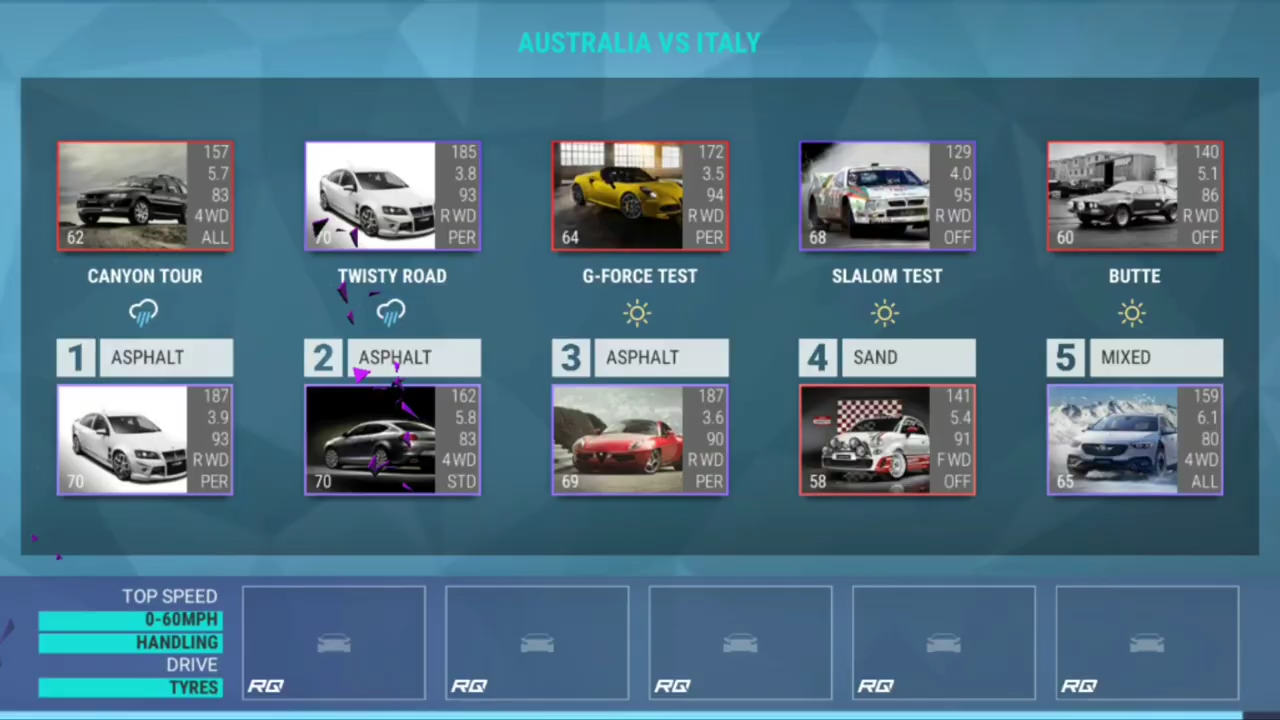 AUSTRALIA VS ITALY
157
5.7
83
4WD
62 ALL
185
3.8
93
RWD
70 PER
172
3.5
94
RWD
64 PER
129
4.0
95
RWD
68 OFF
140
5.1
86
RWD
60 OFF
CANYON TOUR
TWISTY ROAD
G-FORCE TEST
SLALOM TEST
BUTTE
1 ASPHALT
2 ASPHALT
3 ASPHALT
4 SAND
5 MIXED
187
3.9
93
RWD
70 PER
162
5.8
83
4WD
70 STD
187
3.6
90
RWD
69 PER
141
5.4
91
FWD
58 OFF
159
6.1
80
4WD
65 ALL
TOP SPEED
0-60MPH
HANDLING
DRIVE
TYRES
RQ
RQ
RQ
RQ
RQ